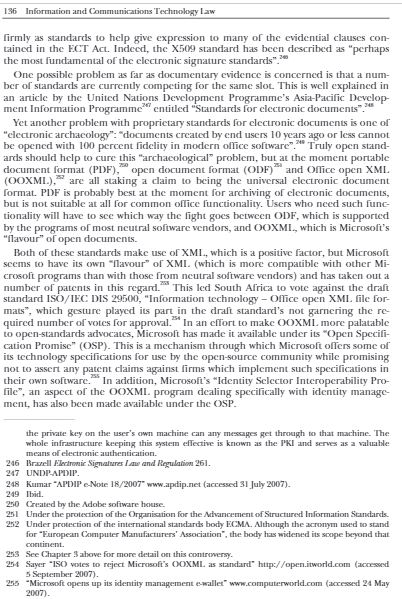 136 Information and Communications Technology Law
firmly as standards to help give expression to many of the evidential clauses con-
tained in the ECT Act. Indeed, the X509 standard has been described as “perhaps
the most fundamental of the electronic signature standards”.246
One possible problem as far as documentary evidence is concerned is that a num-
ber of standards are currently competing for the same slot. This is well explained in
an article by the United Nations Development Programme’s Asia-Pacific Develop-
ment Information Programme247 entitled “Standards for electronic documents”.248
Yet another problem with proprietary standards for electronic documents is one of
“electronic archaeology”: “documents created by end users 10 years ago or less cannot
be opened with 100 percent fidelity in modern office software”.249 Truly open stand-
ards should help to cure this “archaeological” problem, but at the moment portable
document format (PDF),250 open document format (ODF)251 and Office open XML
(OOXML),252 are all staking a claim to being the universal electronic document
format. PDF is probably best at the moment for archiving of electronic documents,
but is not suitable at all for common office functionality. Users who need such func-
tionality will have to see which way the fight goes between ODF, which is supported
by the programs of most neutral software vendors, and OOXML, which is Microsoft’s
“flavour” of open documents.
Both of these standards make use of XML, which is a positive factor, but Microsoft
seems to have its own “flavour” of XML (which is more compatible with other Mi-
crosoft programs than with those from neutral software vendors) and has taken out a
number of patents in this regard.253 This led South Africa to vote against the draft
standard ISO/IEC DIS 29500, “Information technology – Office open XML file for-
mats”, which gesture played its part in the draft standard’s not garnering the re-
quired number of votes for approval.254 In an effort to make OOXML more palatable
to open-standards advocates, Microsoft has made it available under its “Open Specifi-
cation Promise” (OSP). This is a mechanism through which Microsoft offers some of
its technology specifications for use by the open-source community while promising
not to assert any patent claims against firms which implement such specifications in
their own software.255 In addition, Microsoft’s “Identity Selector Interoperability Pro-
file”, an aspect of the OOXML program dealing specifically with identity manage-
ment, has also been made available under the OSP.
the private key on the user’s own machine can any messages get through to that machine. The
whole infrastructure keeping this system effective is known as the PKI and serves as a valuable
means of electronic authentication.
246 Brazell Electronic Signatures Law and Regulation 261.
247 UNDP-APDIP.
248 Kumar “APDIP e-Note 18/2007” www.apdip.net (accessed 31 July 2007).
249 Ibid.
250 Created by the Adobe software house.
251 Under the protection of the Organisation for the Advancement of Structured Information Standards.
252 Under protection of the international standards body ECMA. Although the acronym used to stand
for “European Computer Manufacturers’ Association”, the body has widened its scope beyond that
continent.
253 See Chapter 3 above for more detail on this controversy.
254 Sayer “ISO votes to reject Microsoft’s OOXML as standard” http://open.itworld.com (accessed
5 September 2007).
255 “Microsoft opens up its identity management e-wallet” www.computerworld.com (accessed 24 May
2007).